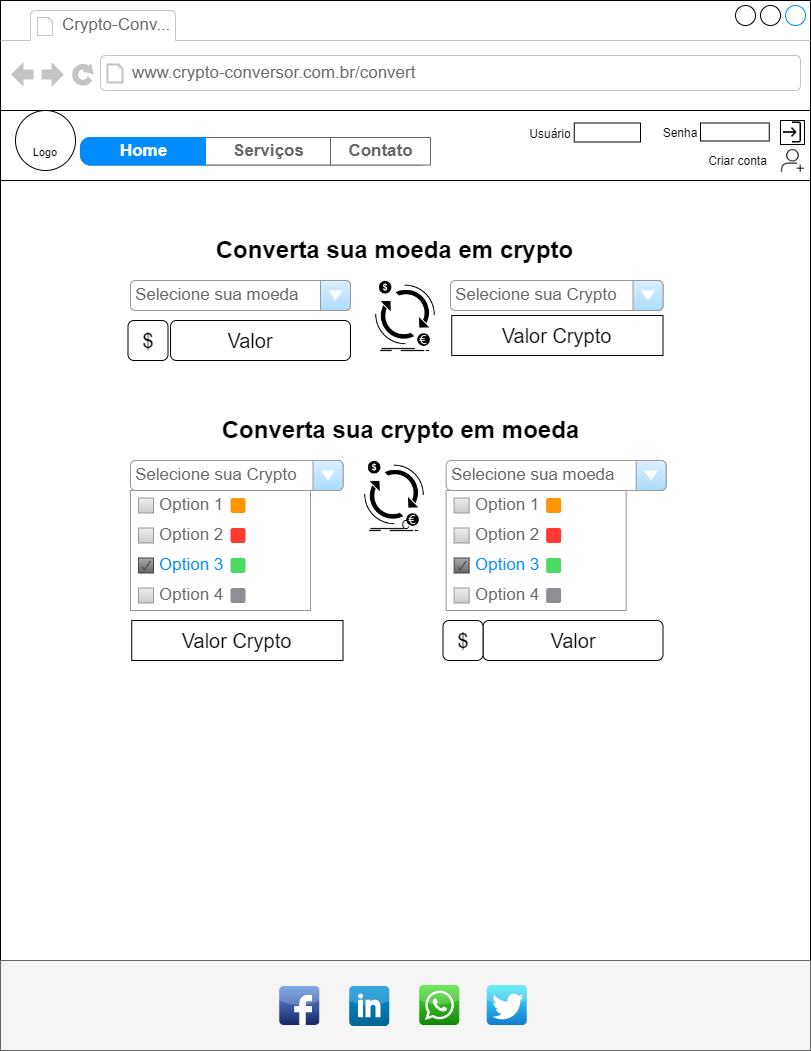 Crypto-Conv...
www.crypto-conversor.com.br/convert
Logo
Home Serviços Contato
Usuário Senha
Criar conta
Converta sua moeda em crypto
Selecione sua moeda
$ Valor
$
€
Selecione sua Crypto
Valor Crypto
Converta sua crypto em moeda
Selecione sua Crypto
Option 1
Option 2
Option 3
Option 4
Valor Crypto
$
€
Selecione sua moeda
Option 1
Option 2
Option 3
Option 4
$ Valor
f in